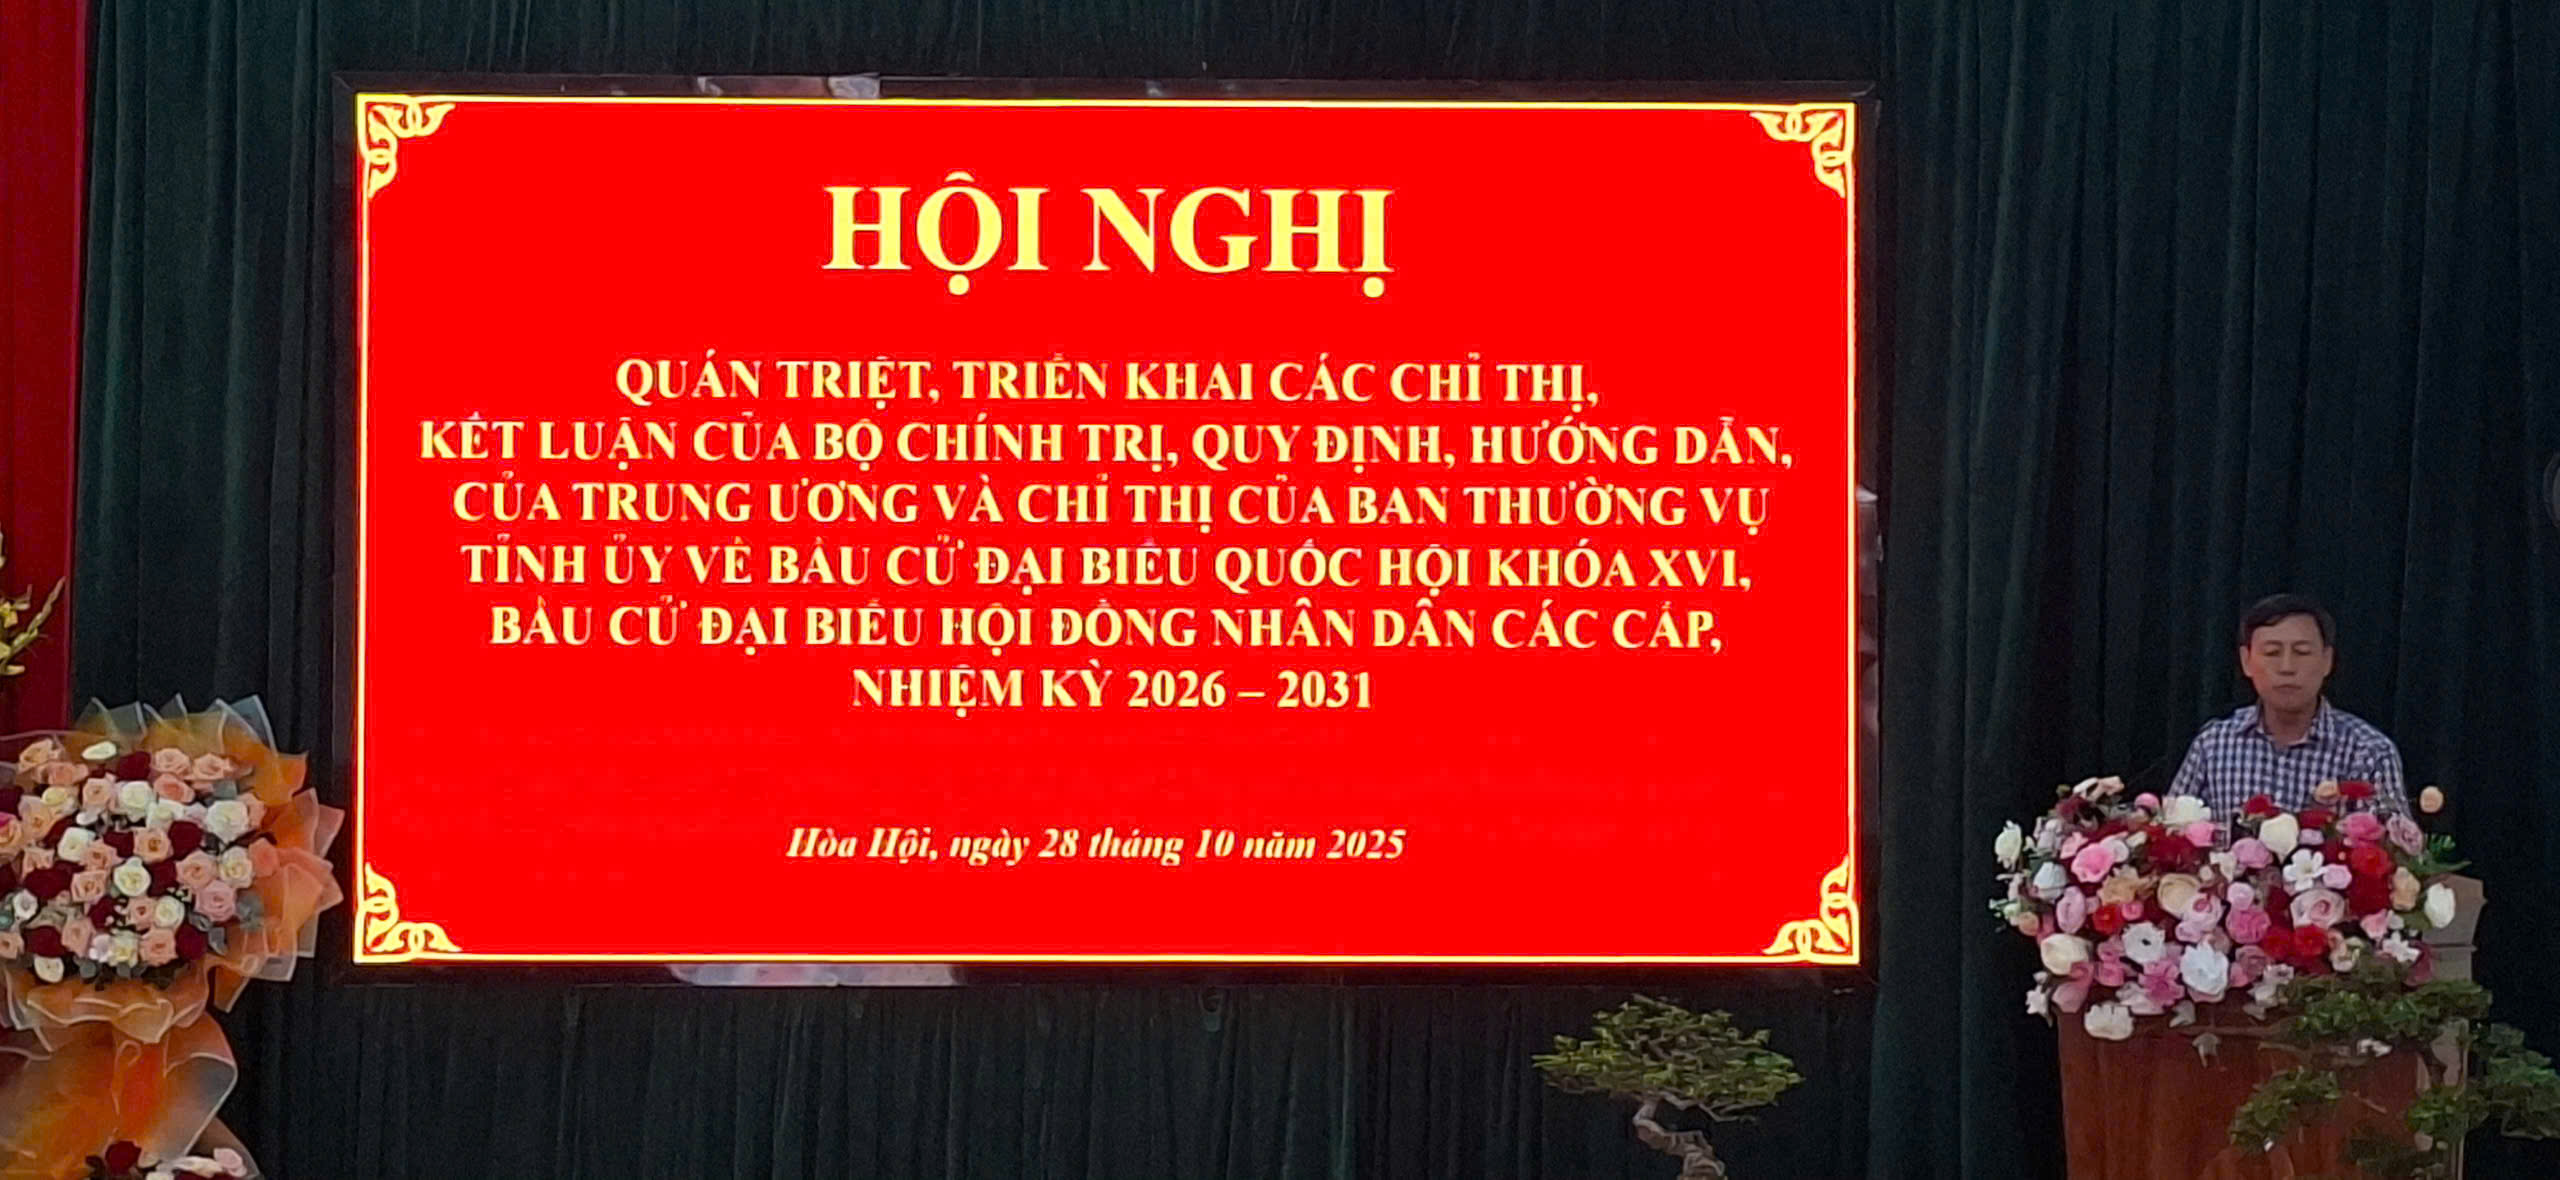 HỘI NGHỊ
QUÁN TRIỆT, TRIỂN KHAI CÁC CHỈ THỊ,
KẾT LUẬN CỦA BỘ CHÍNH TRỊ, QUY ĐỊNH, HƯỚNG DẪN,
CỦA TRUNG ƯƠNG VÀ CHỈ THỊ CỦA BAN THƯỜNG VỤ
TỈNH ỦY VỀ BẦU CỬ ĐẠI BIỂU QUỐC HỘI KHÓA XVI,
BẦU CỬ ĐẠI BIỂU HỘI ĐỒNG NHÂN DÂN CÁC CẤP,
NHIỆM KỲ 2026 – 2031
Hòa Hội, ngày 28 tháng 10 năm 2025